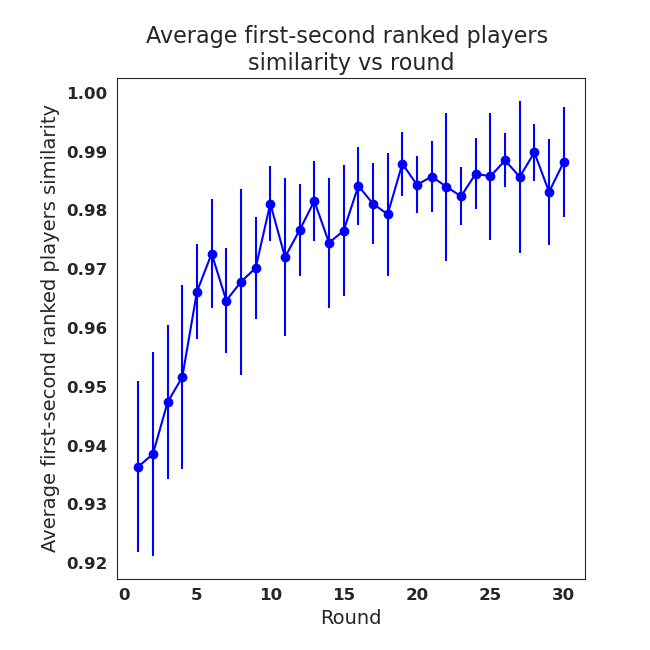 Average first-second ranked players
similarity vs round
Average first-second ranked players similarity
1.00
0.99
0.98
0.97
0.96
0.95
0.94
0.93
0.92
0 5 10 15 20 25 30
Round